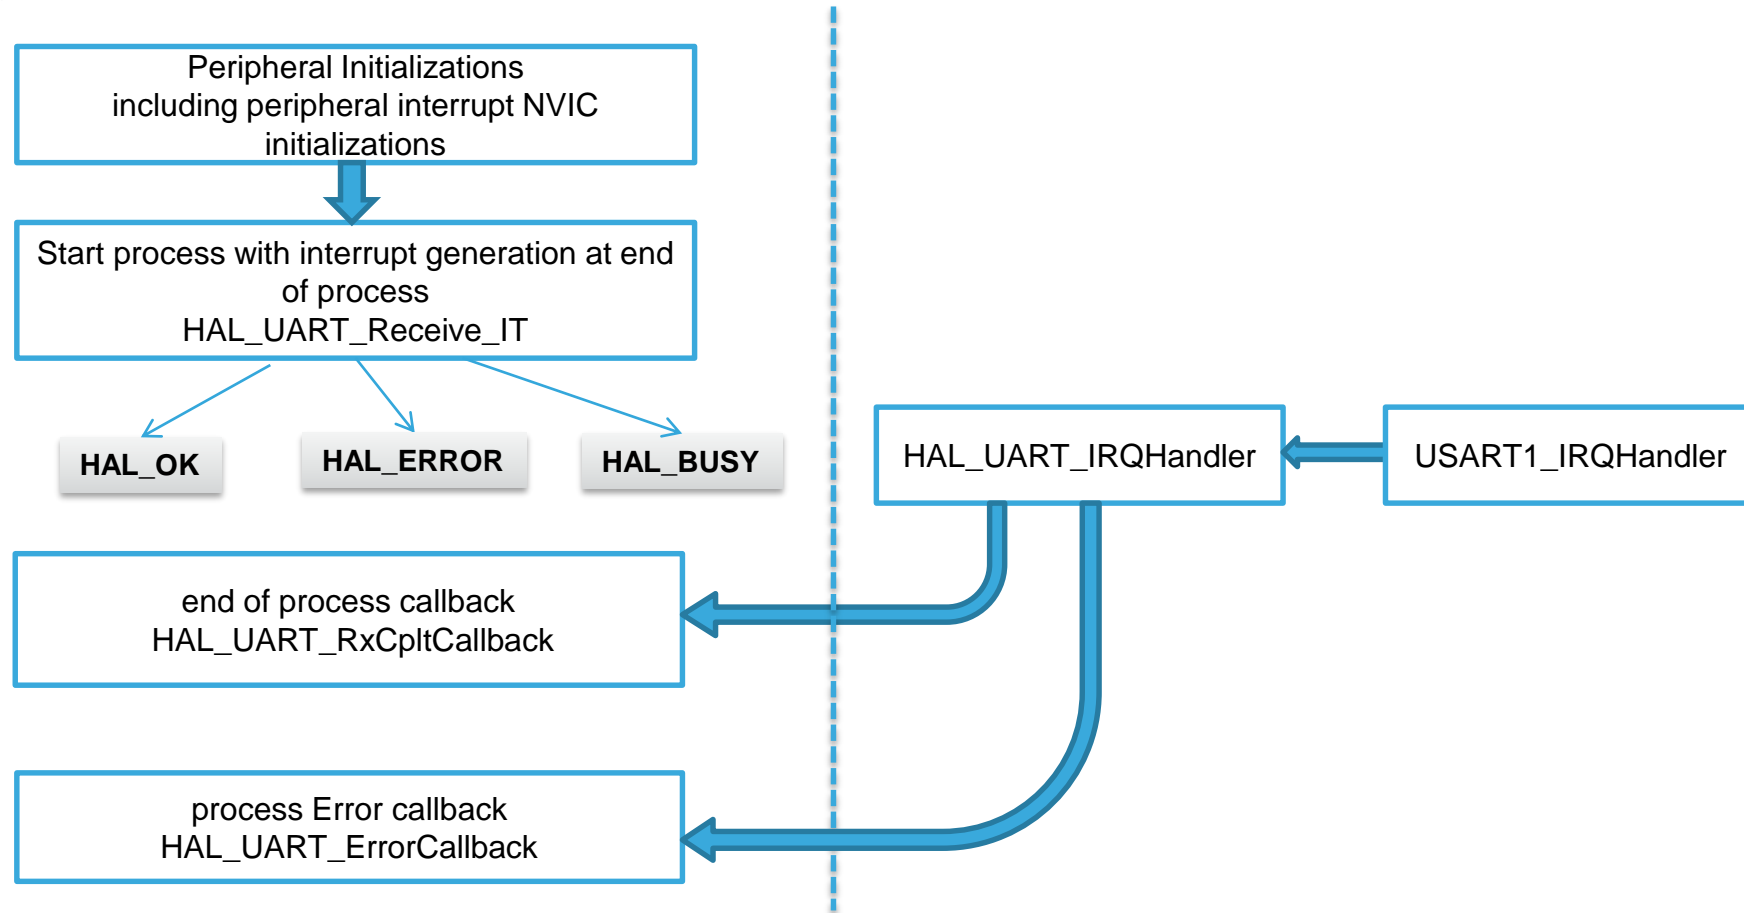 Peripheral Initializations
including peripheral interrupt NVIC
initializations
Start process with interrupt generation at end
of process
HAL_UART_Receive_IT
HAL_OK
HAL_ERROR
HAL_BUSY
HAL_UART_IRQHandler
USART1_IRQHandler
end of process callback
HAL_UART_RxCpltCallback
process Error callback
HAL_UART_ErrorCallback